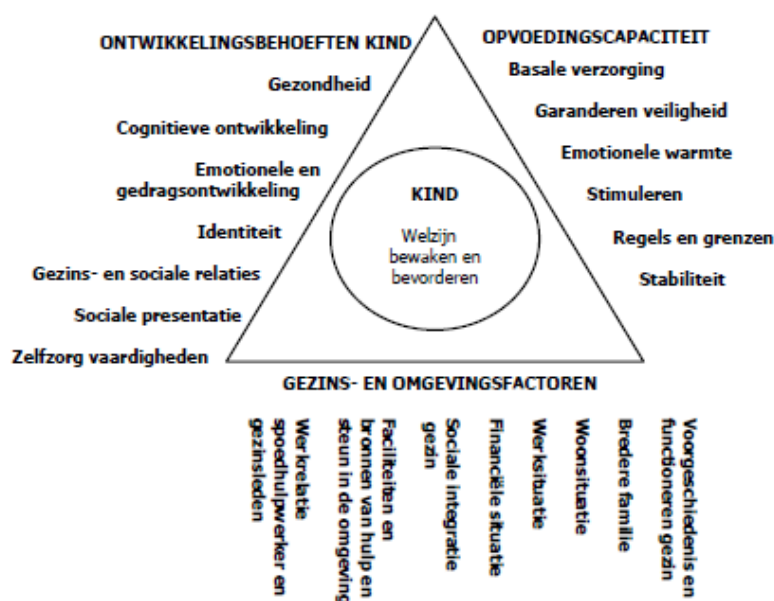 ONTWIKKELINGSBEHOEFTEN KIND
Gezondheid
Cognitieve ontwikkeling
Emotionele en
gedragsontwikkeling
Identiteit
Gezins- en sociale relaties
Sociale presentatie
Zelfzorg vaardigheden
OPVOEDINGSCAPACITEIT
Basale verzorging
Garanderen veiligheid
Emotionele warmte
Stimuleren
Regels en grenzen
Stabiliteit
KIND
Welzijn
bewaken en
bevorderen
GEZINS- EN OMGEVINGSFACTOREN
Werkrelatie
spoedhulpwerker en
gezinsleden
Faciliteiten en
bronnen van hulp en
steun in de omgeving
Sociale integratie
gezin
Financiële situatie
Werksituatie
Woonsituatie
Bredere familie
Voorgeschiedenis en
functioneren gezin